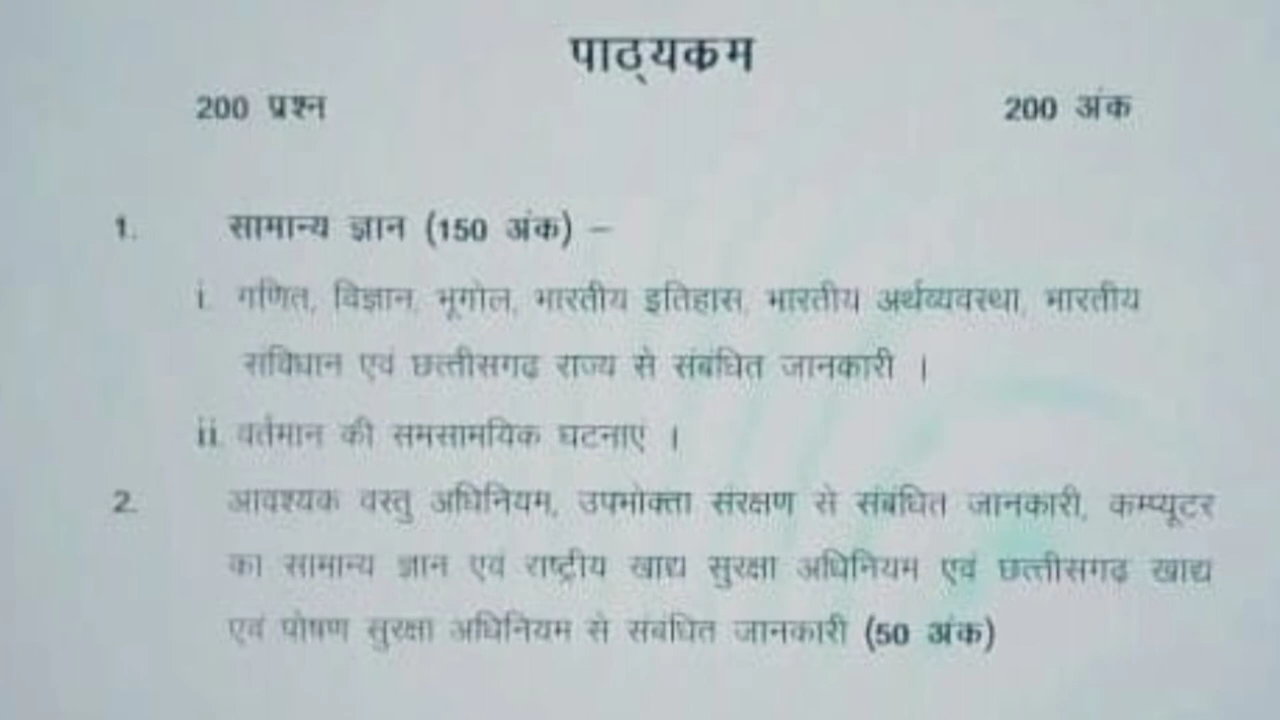 पाठ्यक्रम
200 प्रश्न 200 अंक
1. सामान्य ज्ञान (150 अंक) –
i. गणित, विज्ञान, भूगोल, भारतीय इतिहास, भारतीय अर्थव्यवस्था, भारतीय
संविधान एवं छत्तीसगढ़ राज्य से संबंधित जानकारी ।
ii. वर्तमान की समसामयिक घटनाएं ।
2. आवश्यक वस्तु अधिनियम, उपभोक्ता संरक्षण से संबंधित जानकारी, कम्प्यूटर
का सामान्य ज्ञान एवं राष्ट्रीय खाद्य सुरक्षा अधिनियम एवं छत्तीसगढ़ खाद्य
एवं पोषण सुरक्षा अधिनियम से संबंधित जानकारी (50 अंक)